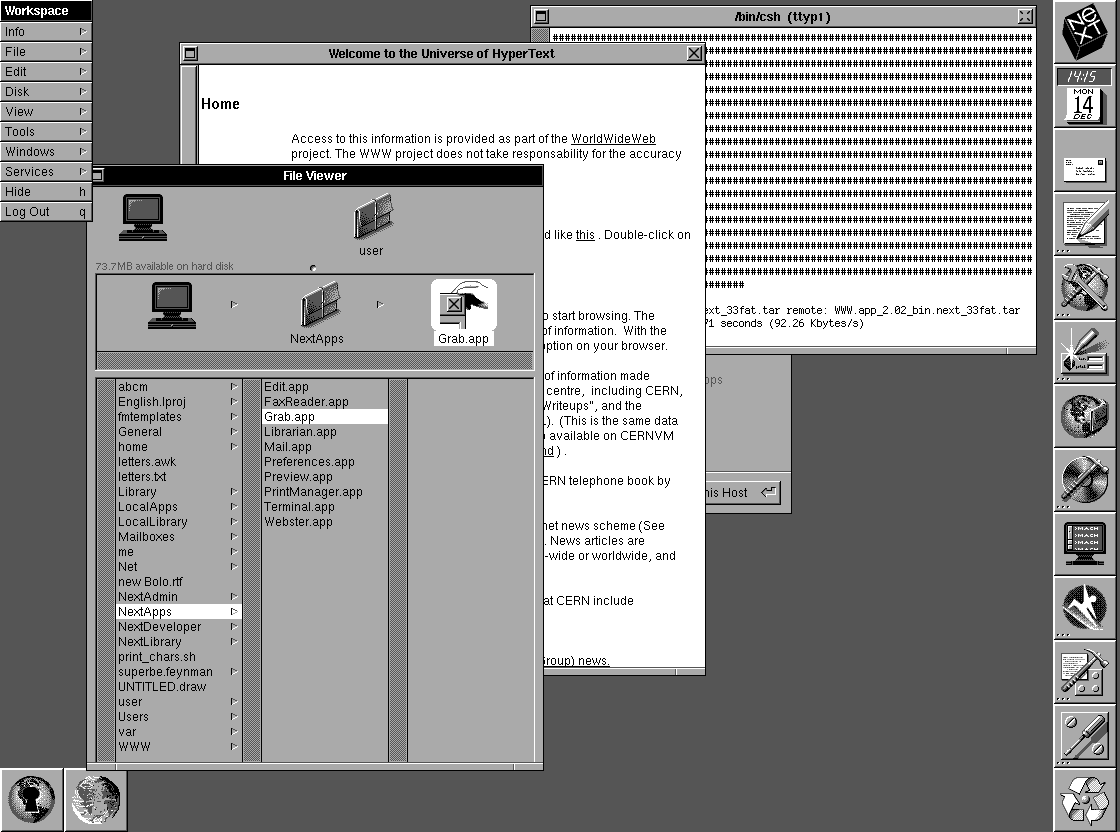 Workspace
Info
File
Edit
Disk
View
Tools
Windows
Services
Hide h
Log Out q
/bin/csh (ttyp1)
################################################################################
ext_33fat.tar remote: WWW.app_2.02_bin.next_33fat.tar
71 seconds (92.26 Kbytes/s)
Welcome to the Universe of HyperText
Home
Access to this information is provided as part of the WorldWideWeb
project. The WWW project does not take responsability for the accuracy
d like this . Double-click on
o start browsing. The
of information. With the
option on your browser.
of information made
centre, including CERN,
Writeups", and the
.). (This is the same data
available on CERNVM
nd ) .
ERN telephone book by
net news scheme (See
. News articles are
-wide or worldwide, and
at CERN include
Group) news.
ops
his Host
File Viewer
user
73.7MB available on hard disk
NextApps
Grab.app
abcm
English.lproj
fmtemplates
General
home
letters.awk
letters.txt
Library
LocalApps
LocalLibrary
Mailboxes
me
Net
new Bolo.rtf
NextAdmin
NextApps
NextDeveloper
NextLibrary
print_chars.sh
superbe.feynman
UNTITLED.draw
user
Users
var
WWW
Edit.app
FaxReader.app
Grab.app
Librarian.app
Mail.app
Preferences.app
Preview.app
PrintManager.app
Terminal.app
Webster.app
NeXT
14:15
MON
14
DEC
MACH
MACH
MACH
MACH